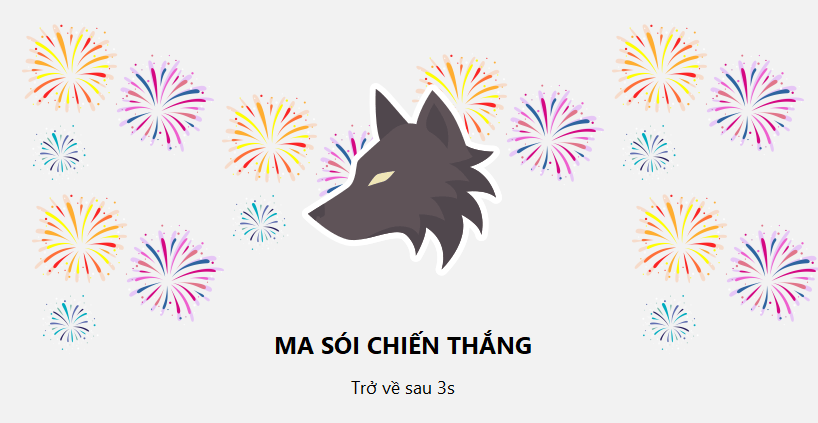 MA SÓI CHIẾN THẮNG
Trở về sau 3s